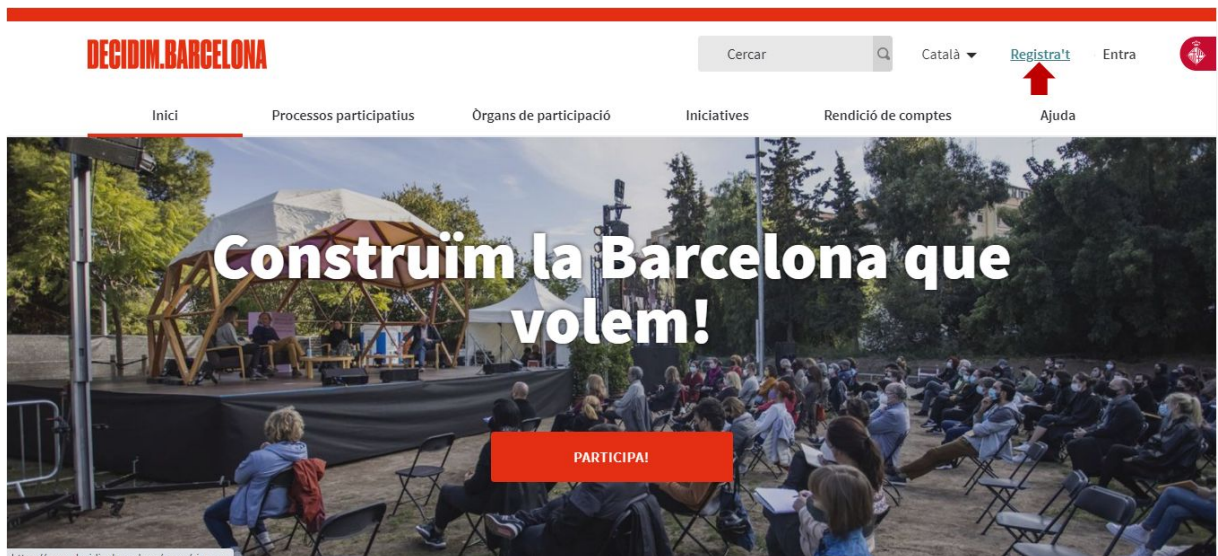 DECIDIM.BARCELONA
Cercar
Català
Registra't
Entra
Inici
Processos participatius
Òrgans de participació
Iniciatives
Rendició de comptes
Ajuda
Construïm la Barcelona que
volem!
PARTICIPA!